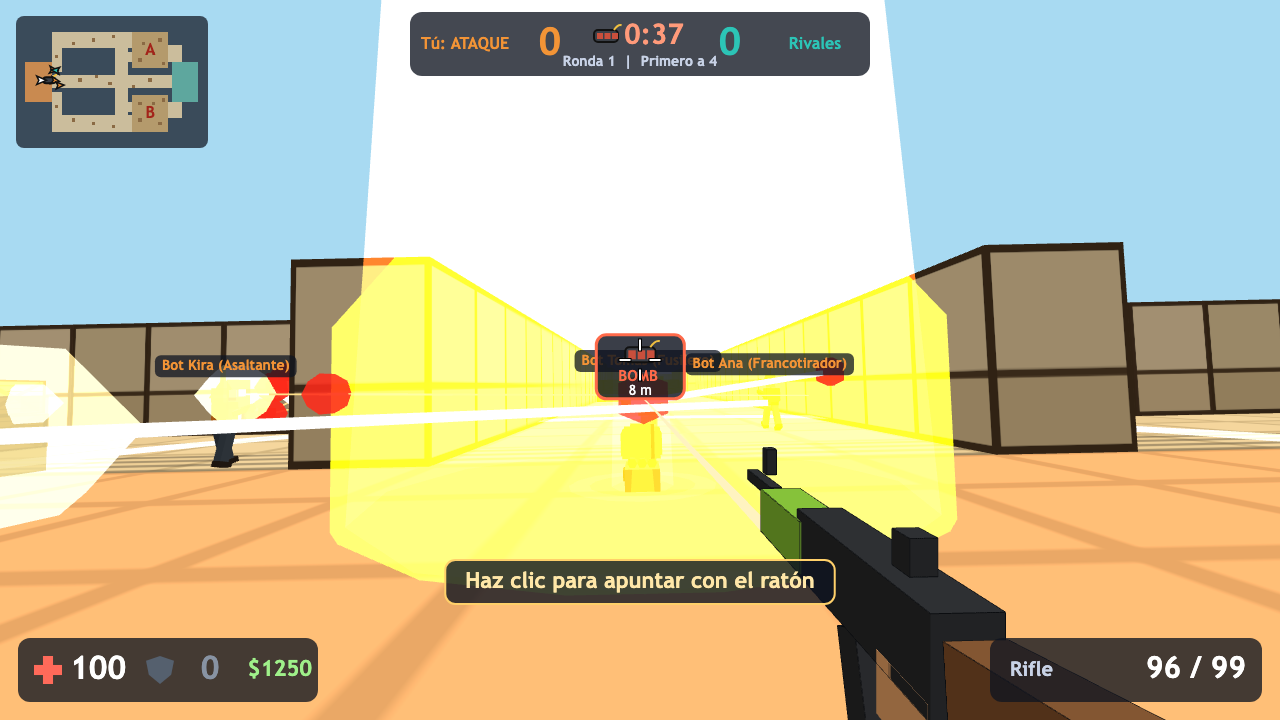 A
B
Tú: ATAQUE
0
0:37
0
Rivales
Ronda 1 | Primero a 4
Bot Kira (Asaltante)
Bot
Bot Ana (Francotirador)
BOMB
8 m
Haz clic para apuntar con el ratón
100
0
$1250
Rifle
96 / 99